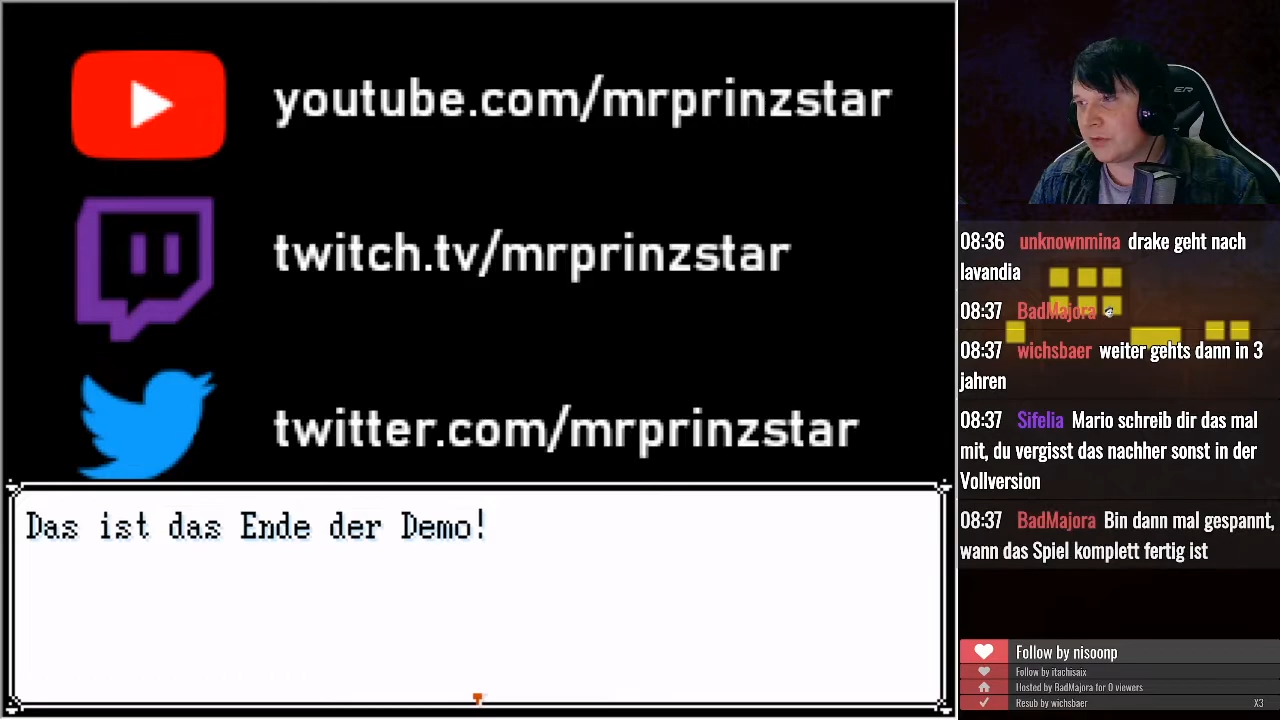 youtube.com/mrprinzstar
twitch.tv/mrprinzstar
twitter.com/mrprinzstar
Das ist das Ende der Demo!
08:36 unknownmina drake geht nach
lavandia
08:37 BadMajora
08:37 wichsbaer weiter gehts dann in 3
jahren
08:37 Sifelia Mario schreib dir das mal
mit, du vergisst das nachher sonst in der
Vollversion
08:37 BadMajora Bin dann mal gespannt,
wann das Spiel komplett fertig ist
Follow by nisoonp
Follow by itachisaix
Hosted by BadMajora for 0 viewers
Resub by wichsbaer X3